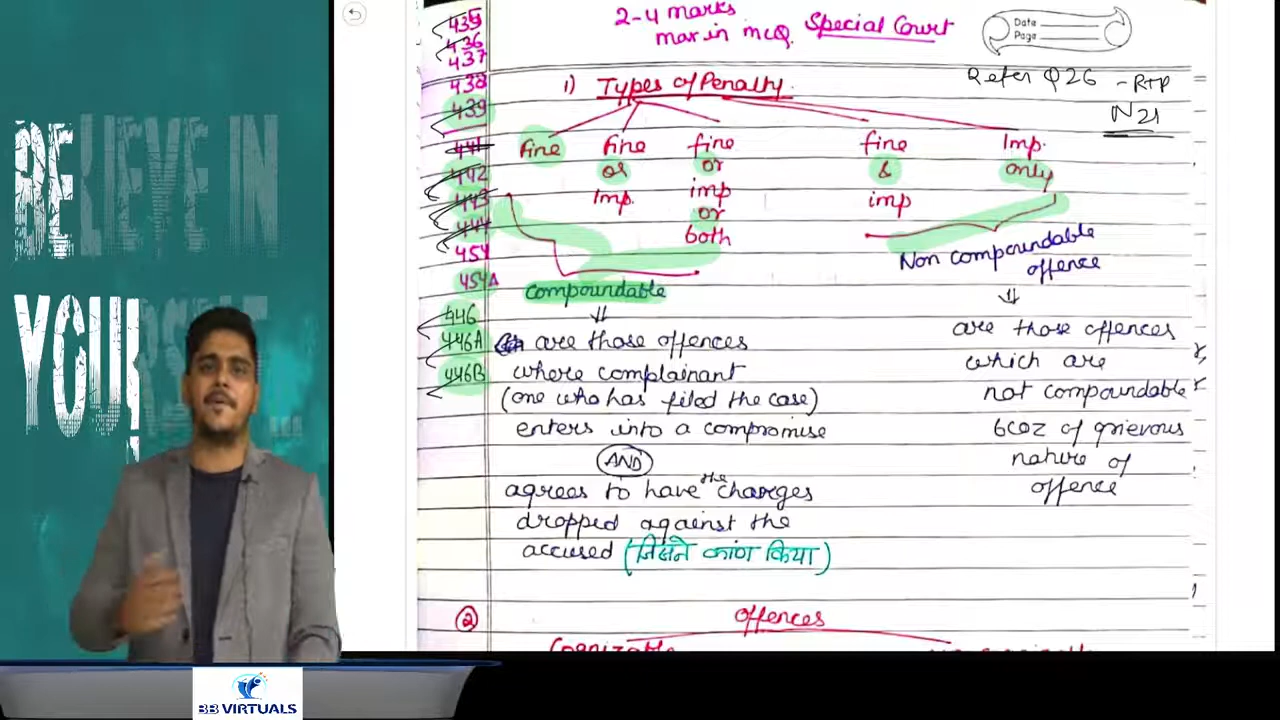 BELIEVE IN
YOURSELF...
BB VIRTUALS
2-4 marks
max in mcQ.
Special Court
Date
Page
Refer Q26 - RTP
N21
435
436
437
438
439
441
442
443
444
454
454A
446
446A
446B
1) Types of Penalty.
fine
fine
or
Imp.
fine
or
imp
or
both
fine
&
imp
Imp.
only
compoundable
⇓
are those offences
where complainant
(one who has filed the case)
enters into a compromise
AND
agrees to have the charges
dropped against the
accused (जिसने कांण किया)
Non compoundable
offence
⇓
are those offences
which are
not compoundable
bcoz of grievous
nature of
offence
② offences
Cognizable